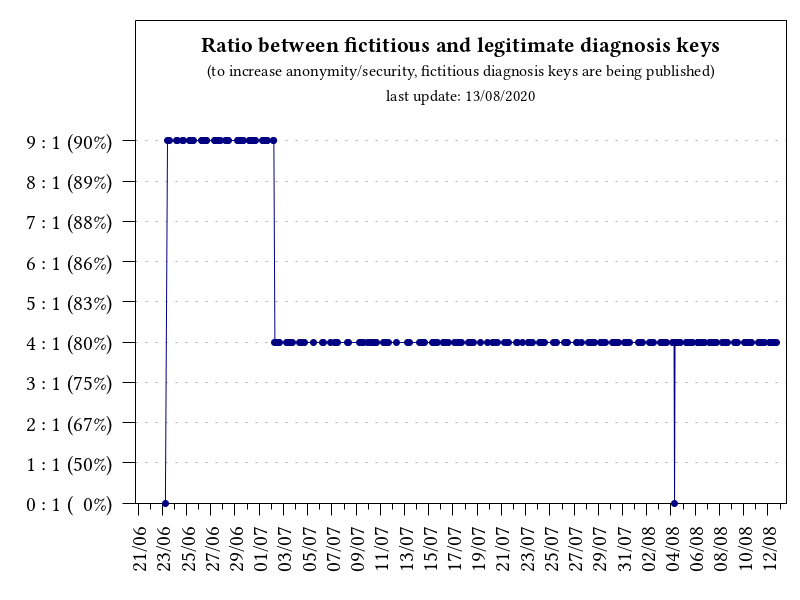 Ratio between fictitious and legitimate diagnosis keys
(to increase anonymity/security, fictitious diagnosis keys are being published)
last update: 13/08/2020
9 : 1 (90%)
8 : 1 (89%)
7 : 1 (88%)
6 : 1 (86%)
5 : 1 (83%)
4 : 1 (80%)
3 : 1 (75%)
2 : 1 (67%)
1 : 1 (50%)
0 : 1 (  0%)
21/06
23/06
25/06
27/06
29/06
01/07
03/07
05/07
07/07
09/07
11/07
13/07
15/07
17/07
19/07
21/07
23/07
25/07
27/07
29/07
31/07
02/08
04/08
06/08
08/08
10/08
12/08